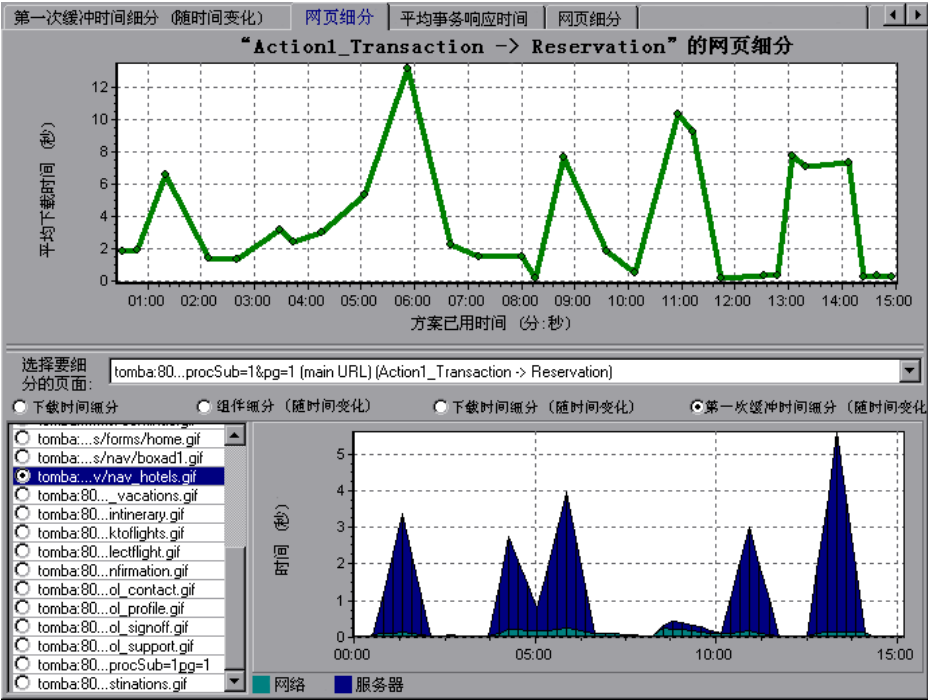 第一次缓冲时间细分 (随时间变化) 网页细分 平均事务响应时间 网页细分
“Action1_Transaction -> Reservation”的网页细分
平均下载时间 (秒)
12
10
8
6
4
2
0
01:00 02:00 03:00 04:00 05:00 06:00 07:00 08:00 09:00 10:00 11:00 12:00 13:00 14:00 15:00
方案已用时间 (分:秒)
选择要细
分的页面:
tomba:80...procSub=1&pg=1 (main URL) (Action1_Transaction -> Reservation)
下载时间细分 组件细分 (随时间变化) 下载时间细分 (随时间变化) 第一次缓冲时间细分 (随时间变化
tomba:...s/forms/home.gif
tomba:...s/nav/boxad1.gif
tomba:...v/nav_hotels.gif
tomba:80..._vacations.gif
tomba:80...intinerary.gif
tomba:80...ktoflights.gif
tomba:80...lectflight.gif
tomba:80...nfirmation.gif
tomba:80...ol_contact.gif
tomba:80...ol_profile.gif
tomba:80...ol_signoff.gif
tomba:80...ol_support.gif
tomba:80...procSub=1pg=1
tomba:80...stinations.gif
时间 (秒)
5
4
3
2
1
0
00:00 05:00 10:00 15:00
网络 服务器